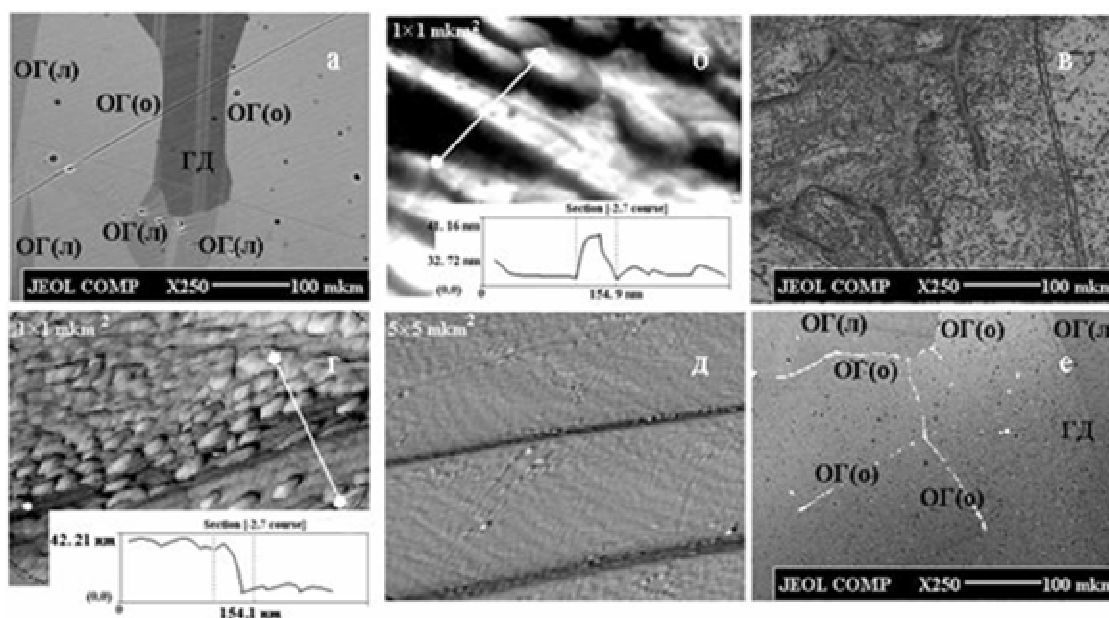 а
ОГ(л)
ОГ(о)
ОГ(о)
ГД
ОГ(л)
ОГ(л)
ОГ(л)
JEOL COMP X250 100 mkm
1×1 mkm²
б
Section [-2.7 course]
41. 16 nm
32. 72 nm
(0,0)
0
154. 9 nm
в
JEOL COMP X250 100 mkm
1×1 mkm²
г
Section [-2.7 course]
42. 21 nm
(0,0)
0
154.1 nm
5×5 mkm²
д
ОГ(л)
ОГ(о)
ОГ(л)
ОГ(о)
е
ГД
ОГ(о)
ОГ(о)
JEOL COMP X250 100 mkm